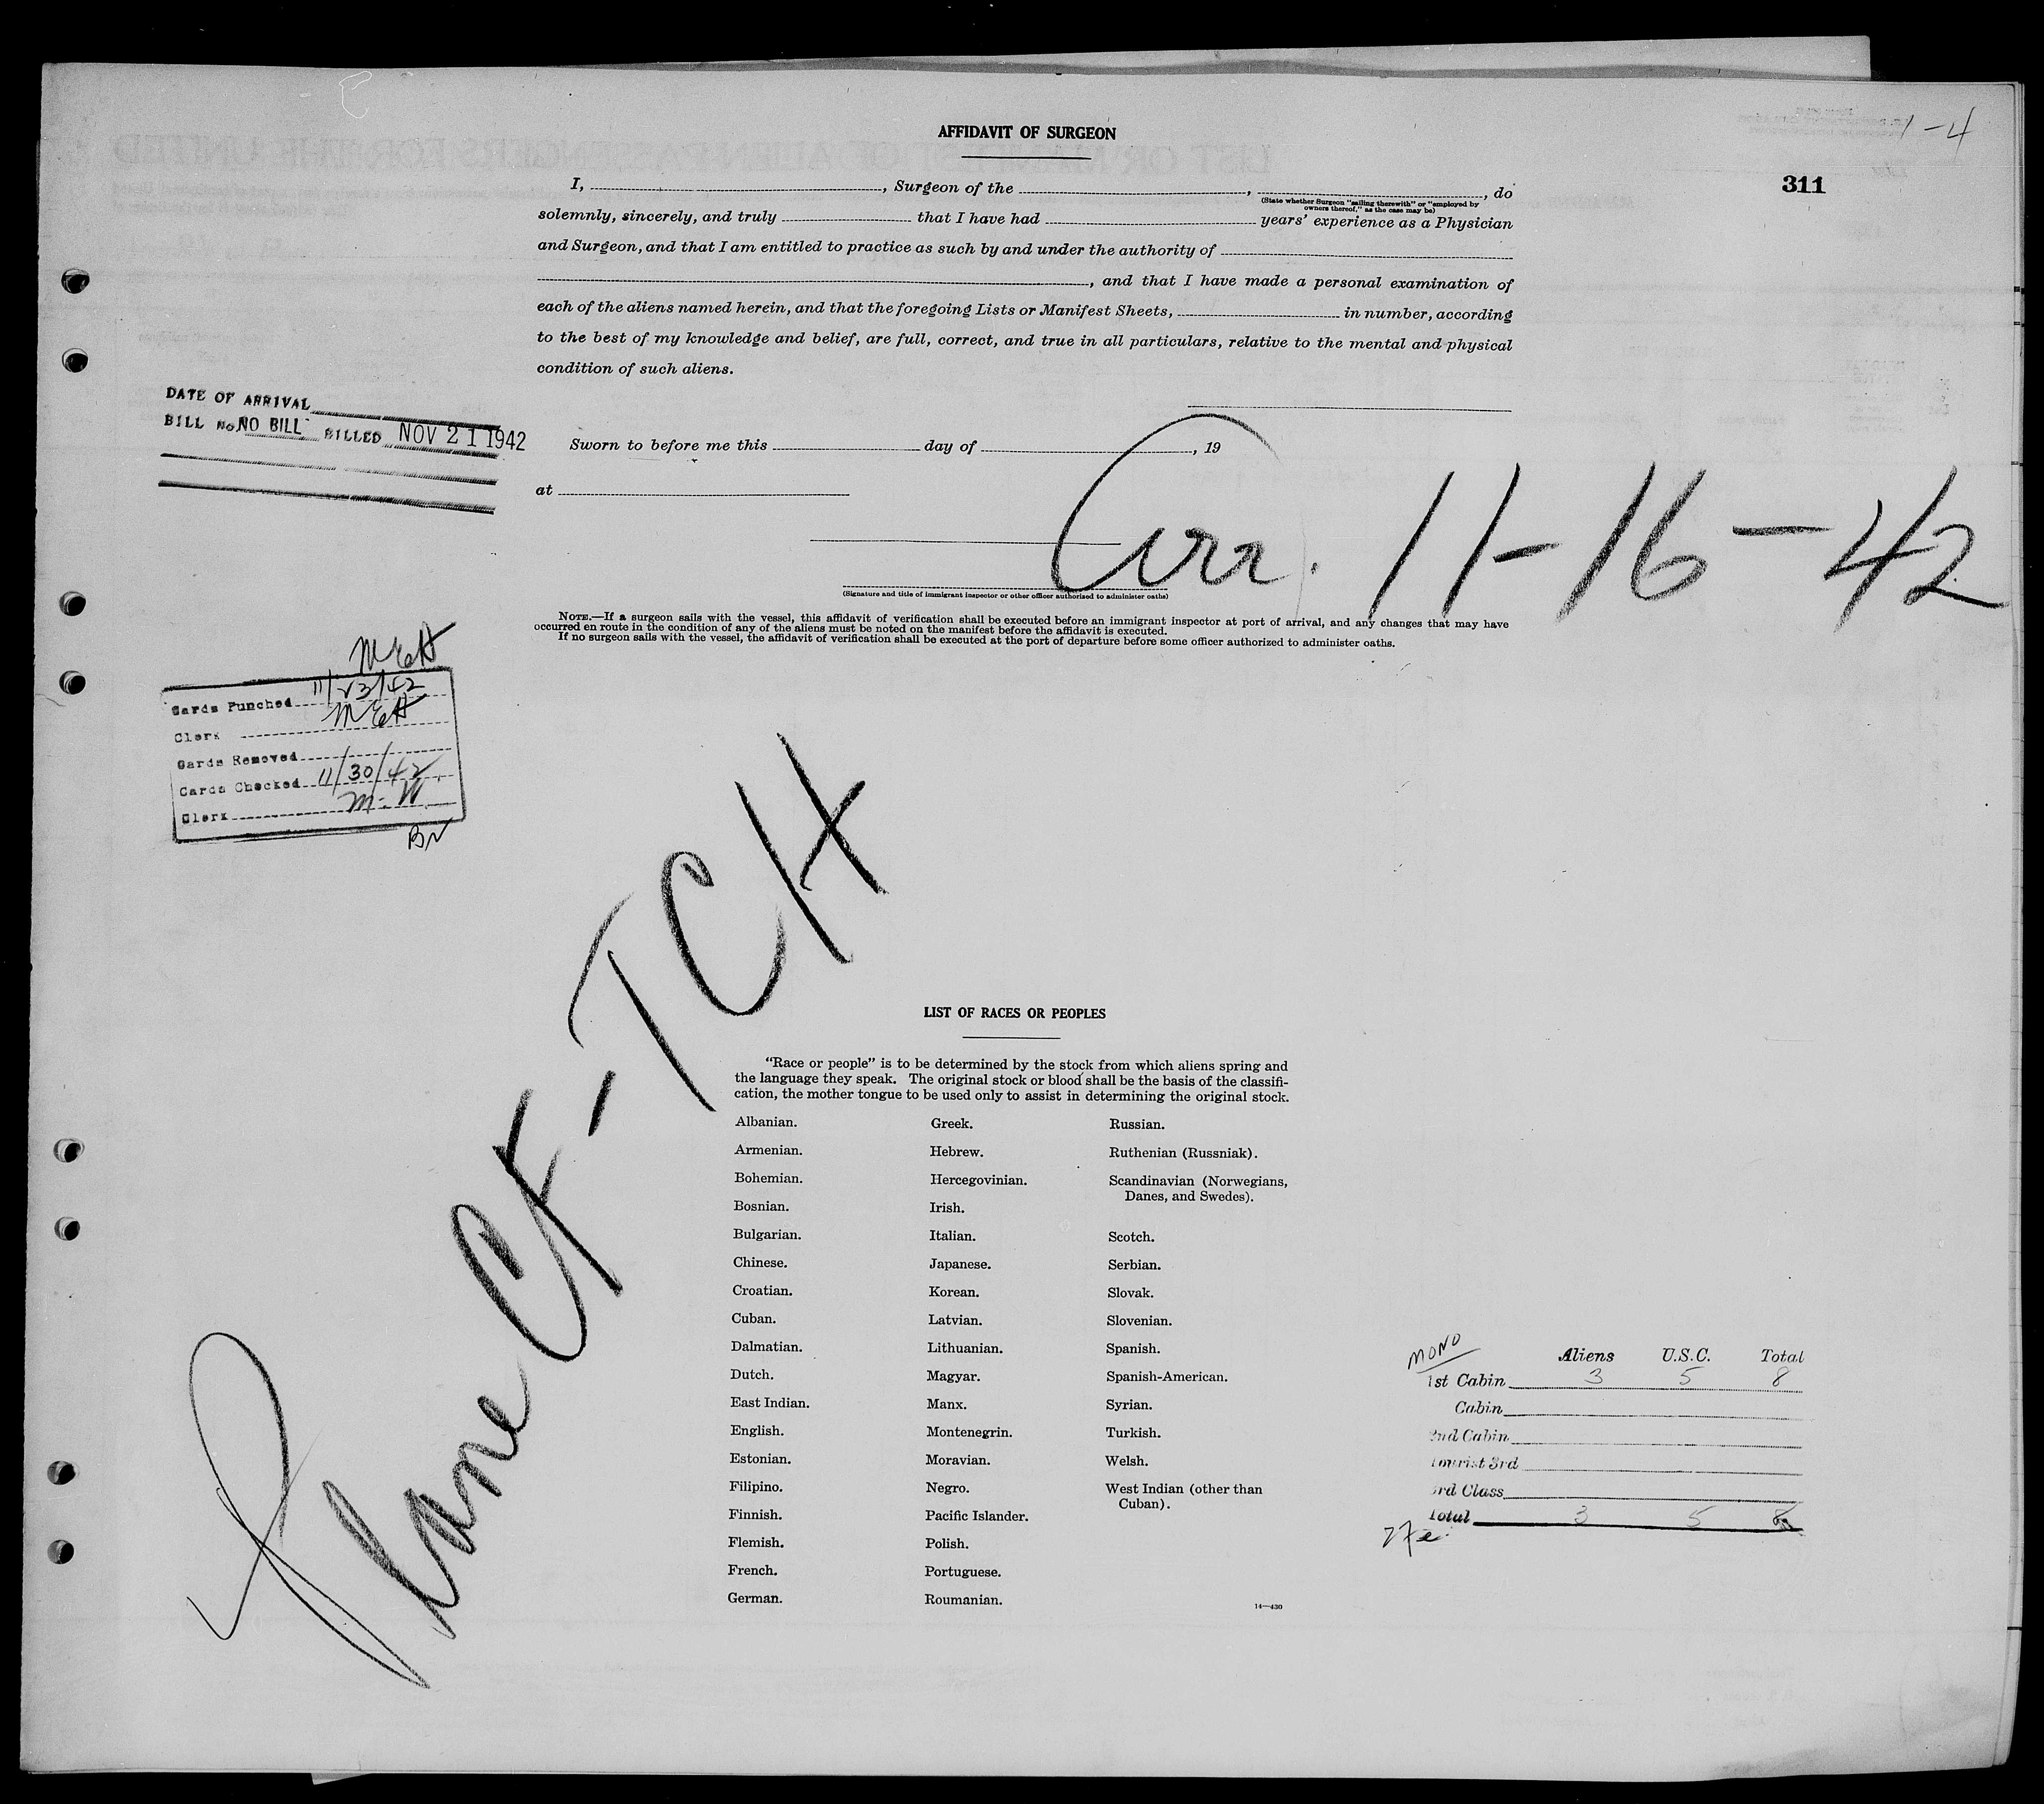 1-4
311
AFFIDAVIT OF SURGEON
I, , Surgeon of the , , do
(State whether Surgeon "sailing therewith" or "employed by
owners thereof," as the case may be)
solemnly, sincerely, and truly that I have had years' experience as a Physician
and Surgeon, and that I am entitled to practice as such by and under the authority of
, and that I have made a personal examination of
each of the aliens named herein, and that the foregoing Lists or Manifest Sheets, in number, according
to the best of my knowledge and belief, are full, correct, and true in all particulars, relative to the mental and physical
condition of such aliens.
DATE OF ARRIVAL
BILL No. NO BILL BILLED NOV 21 1942
Sworn to before me this day of , 19
at
Arr. 11-16-42
(Signature and title of immigrant inspector or other officer authorized to administer oaths)
NOTE.—If a surgeon sails with the vessel, this affidavit of verification shall be executed before an immigrant inspector at port of arrival, and any changes that may have
occurred en route in the condition of any of the aliens must be noted on the manifest before the affidavit is executed.
If no surgeon sails with the vessel, the affidavit of verification shall be executed at the port of departure before some officer authorized to administer oaths.
Cards Punched 11/23/42
Clerk
Cards Removed
Cards Checked 11/30/42
Clerk
Plane CF-TCH
LIST OF RACES OR PEOPLES
"Race or people" is to be determined by the stock from which aliens spring and
the language they speak. The original stock or blood shall be the basis of the classifi-
cation, the mother tongue to be used only to assist in determining the original stock.
Albanian.
Armenian.
Bohemian.
Bosnian.
Bulgarian.
Chinese.
Croatian.
Cuban.
Dalmatian.
Dutch.
East Indian.
English.
Estonian.
Filipino.
Finnish.
Flemish.
French.
German.
Greek.
Hebrew.
Hercegovinian.
Irish.
Italian.
Japanese.
Korean.
Latvian.
Lithuanian.
Magyar.
Manx.
Montenegrin.
Moravian.
Negro.
Pacific Islander.
Polish.
Portuguese.
Roumanian.
Russian.
Ruthenian (Russniak).
Scandinavian (Norwegians,
Danes, and Swedes).
Scotch.
Serbian.
Slovak.
Slovenian.
Spanish.
Spanish-American.
Syrian.
Turkish.
Welsh.
West Indian (other than
Cuban).
14—430
MONO
Aliens U.S.C. Total
1st Cabin 3 5 8
Cabin
2nd Cabin
Tourist 3rd
3rd Class
Total 3 5 8